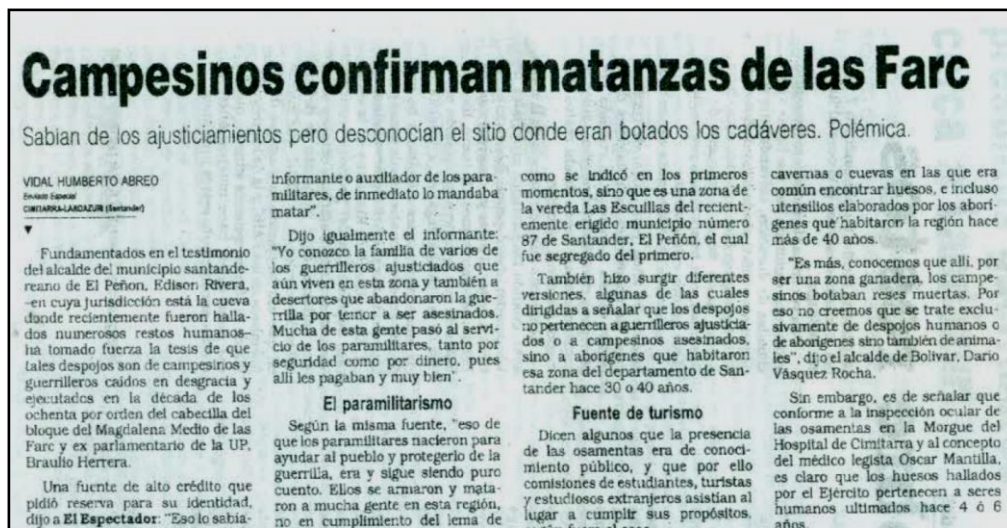 Campesinos confirman matanzas de las Farc
Sabían de los ajusticiamientos pero desconocían el sitio donde eran botados los cadáveres. Polémica.
VIDAL HUMBERTO ABREO
Enviado Especial
CIMITARRA-LANDAZURI (Santander)
Fundamentados en el testimonio
del alcalde del municipio santande-
reano de El Peñon, Edison Rivera,
-en cuya jurisdicción está la cueva
donde recientemente fueron halla-
dos numerosos restos humanos-
ha tomado fuerza la tesis de que
tales despojos son de campesinos y
guerrilleros caídos en desgracia y
ejecutados en la década de los
ochenta por orden del cabecilla del
bloque del Magdalena Medio de las
Farc y ex parlamentario de la UP,
Braulio Herrera.
Una fuente de alto crédito que
pidió reserva para su identidad,
dijo a El Espectador: "Eso lo sabía-
informante o auxiliador de los para-
militares, de inmediato lo mandaba
matar".
Dijo igualmente el informante:
"Yo conozco la familia de varios de
los guerrilleros ajusticiados que
aún viven en esta zona y también a
desertores que abandonaron la gue-
rrilla por temor a ser asesinados.
Mucha de esta gente pasó al servi-
cio de los paramilitares, tanto por
seguridad como por dinero, pues
allí les pagaban y muy bien".
El paramilitarismo
Según la misma fuente, "eso de
que los paramilitares nacieron para
ayudar al pueblo y protegerlo de la
guerrilla, era y sigue siendo puro
cuento. Ellos se armaron y mata-
ron a mucha gente en esta región,
no en cumplimiento del lema de
como se indicó en los primeros
momentos, sino que es una zona de
la vereda Las Escuillas del recient-
emente erigido municipio número
87 de Santander, El Peñón, el cual
fue segregado del primero.
También hizo surgir diferentes
versiones, algunas de las cuales
dirigidas a señalar que los despojos
no pertenecen a guerrilleros ajusticia-
dos o a campesinos asesinados,
sino a aborigenes que habitaron
esa zona del departamento de San-
tander hace 30 o 40 años.
Fuente de turismo
Dicen algunos que la presencia
de las osamentas era de conoci-
miento público, y que por ello
comisiones de estudiantes, turistas
y estudiosos extranjeros asistían al
lugar a cumplir sus propósitos,
cavernas o cuevas en las que era
común encontrar huesos, e incluso
utensilios elaborados por los aborí-
genes que habitaron la región hace
más de 40 años.
"Es más, conocemos que allí, por
ser una zona ganadera, los campe-
sinos botaban reses muertas. Por
eso no creemos que se trate exclu-
sivamente de despojos humanos o
de aborigenes sino también de anima-
les", dijo el alcalde de Bolívar, Darío
Vásquez Rocha.
Sin embargo, es de señalar que
conforme a la inspección ocular de
las osamentas en la Morgue del
Hospital de Cimitarra y al concepto
del médico legista Oscar Mantilla,
es claro que los huesos hallados
por el Ejército pertenecen a seres
humanos ultimados hace 4 ó 6
años.